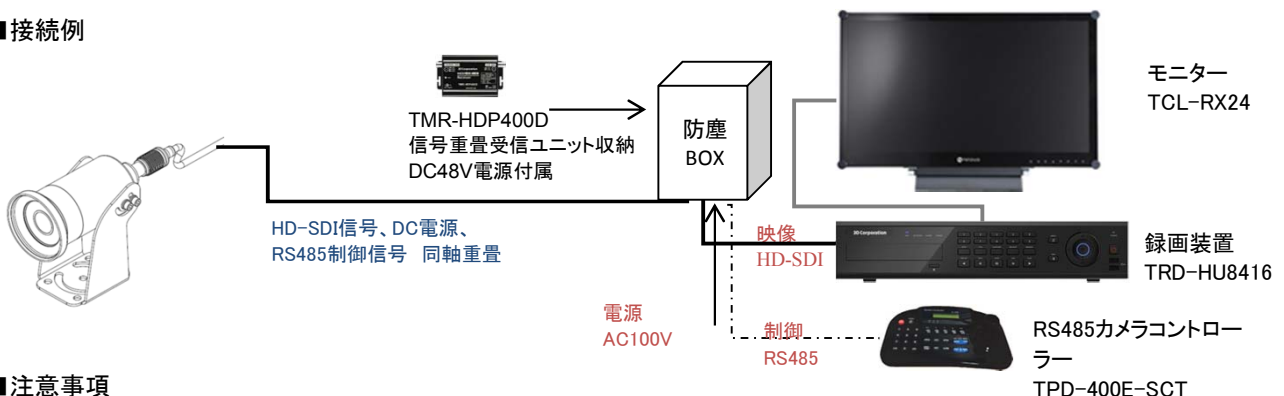 ■接続例
TMR-HDP400D
信号重畳受信ユニット収納
DC48V電源付属
防塵
BOX
モニター
TCL-RX24
HD-SDI信号、DC電源、
RS485制御信号 同軸重畳
映像
HD-SDI
録画装置
TRD-HU8416
電源
AC100V
制御
RS485
RS485カメラコントロー
ラー
TPD-400E-SCT
■注意事項